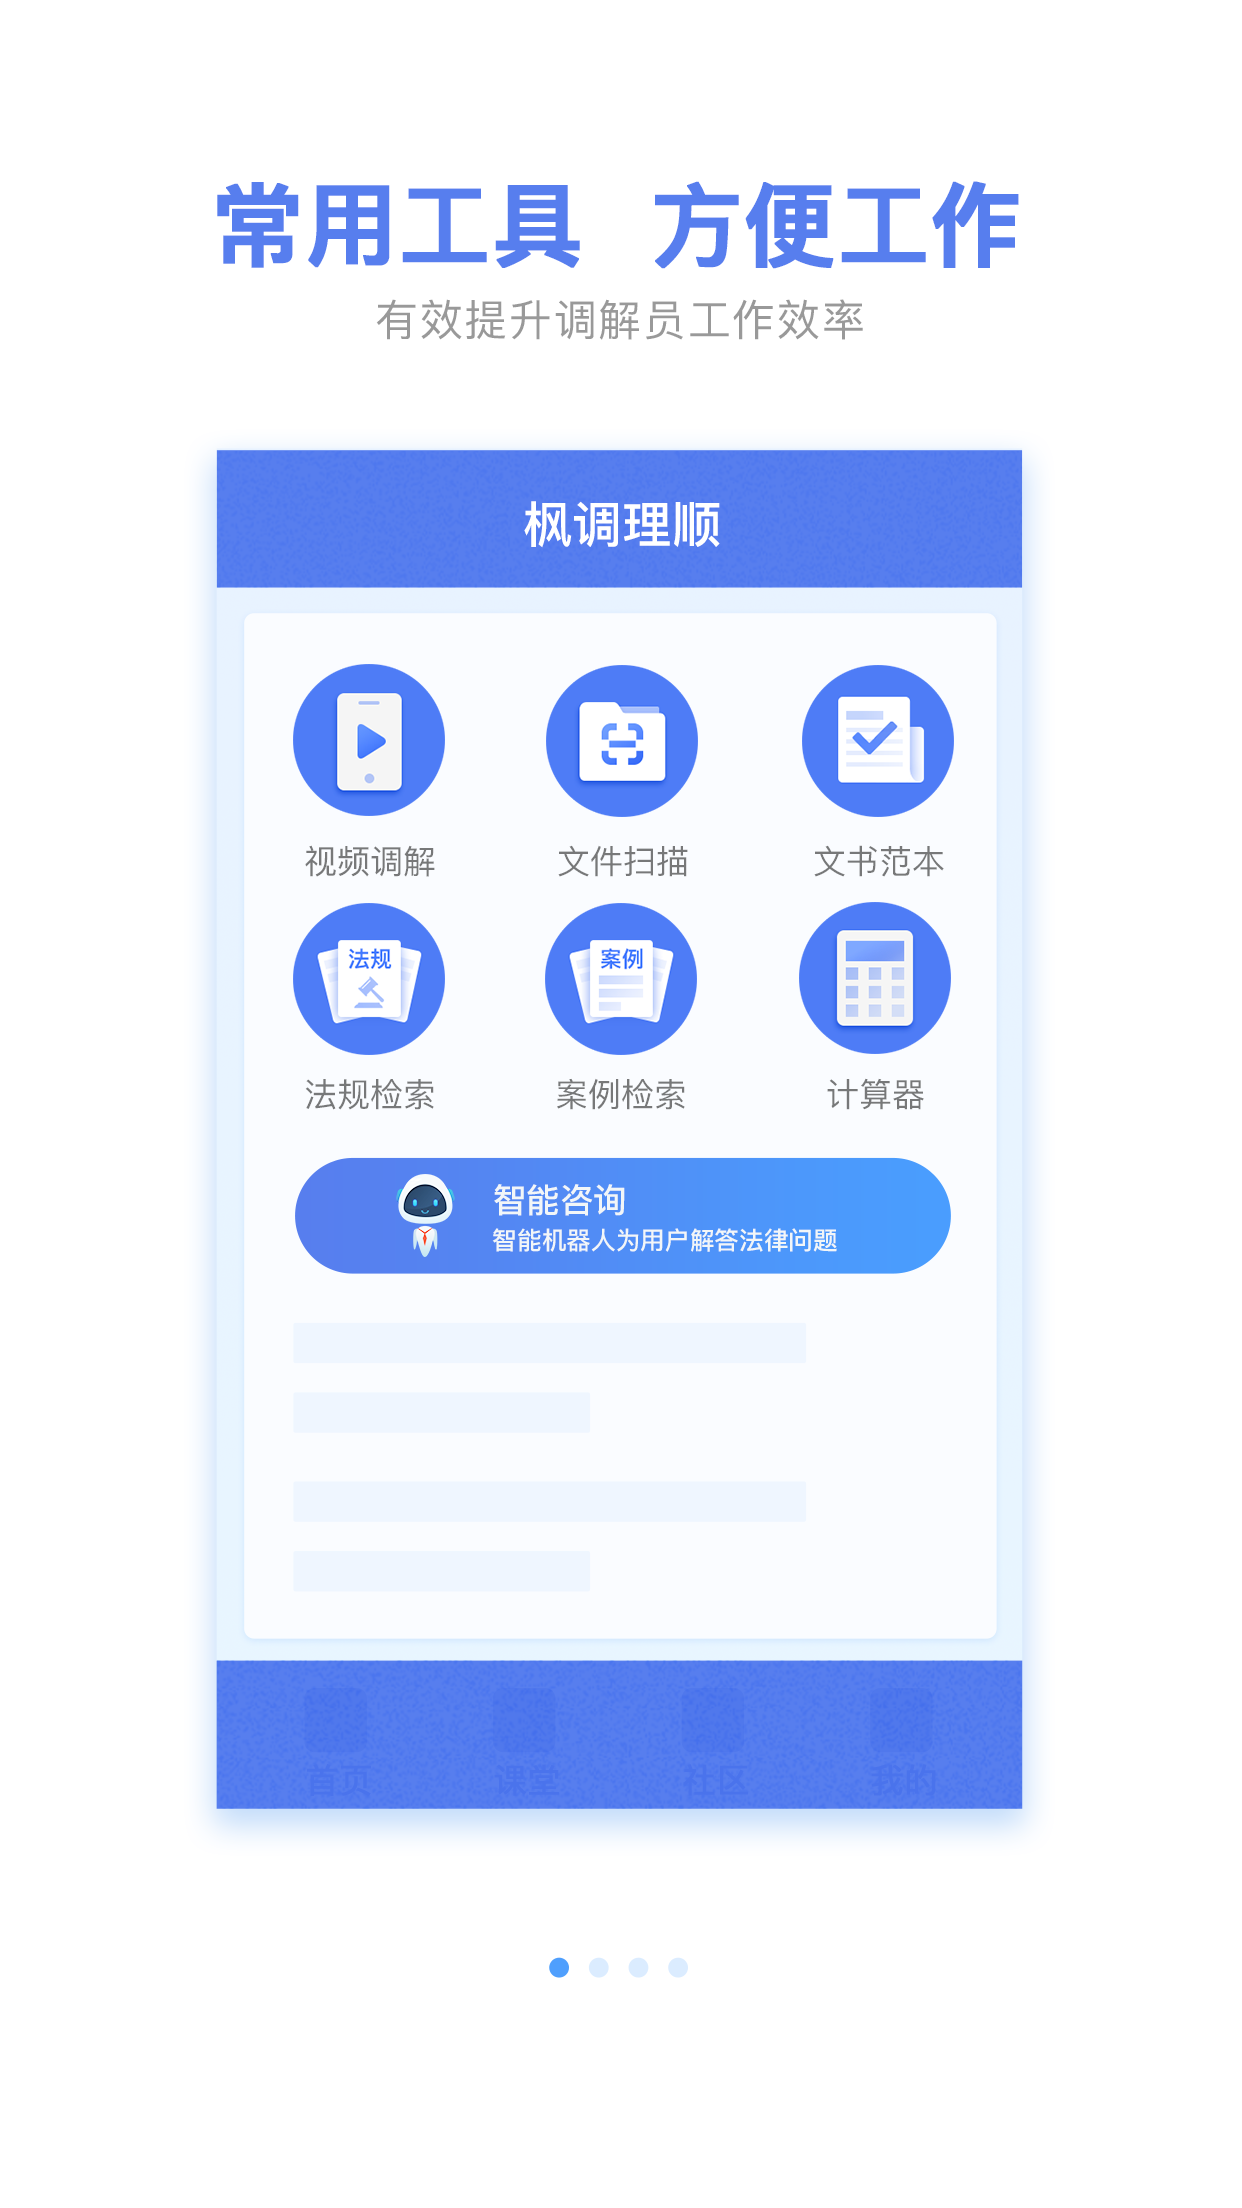 常用工具 方便工作
有效提升调解员工作效率
枫调理顺
视频调解 文件扫描 文书范本
法规 案例
法规检索 案例检索 计算器
智能咨询
智能机器人为用户解答法律问题
首页 课堂 社区 我的